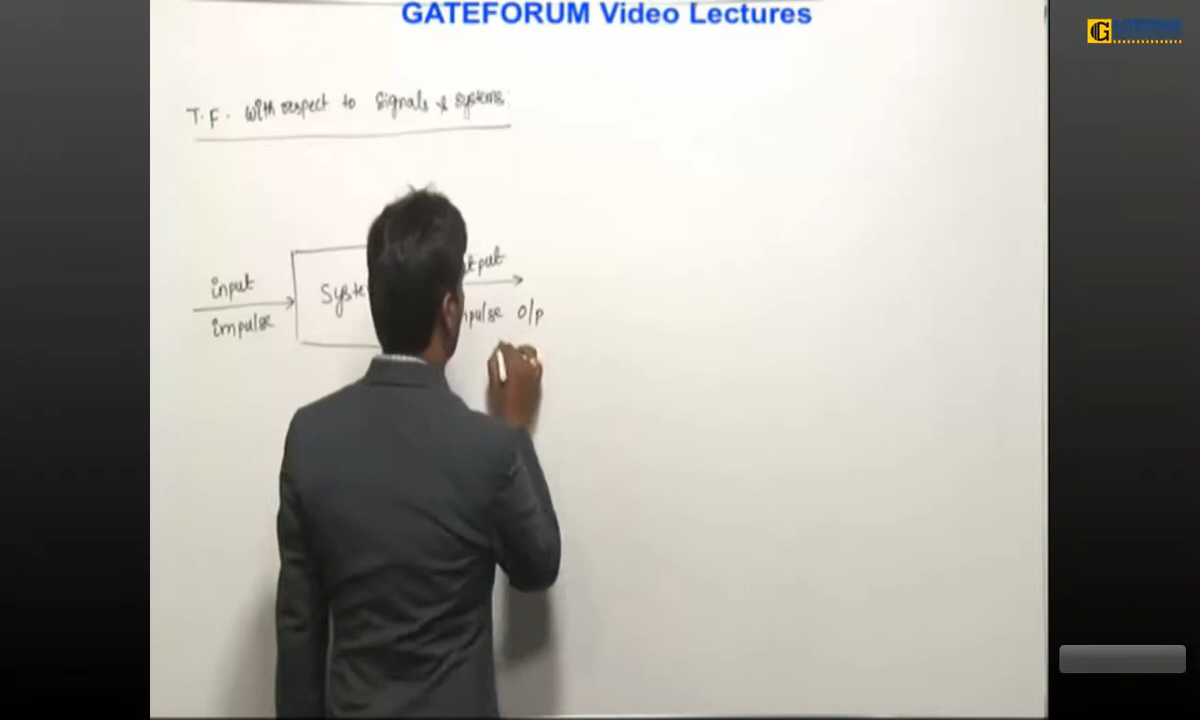 GATEFORUM Video Lectures
T.F. with respect to signals & systems
input
impulse
o/p